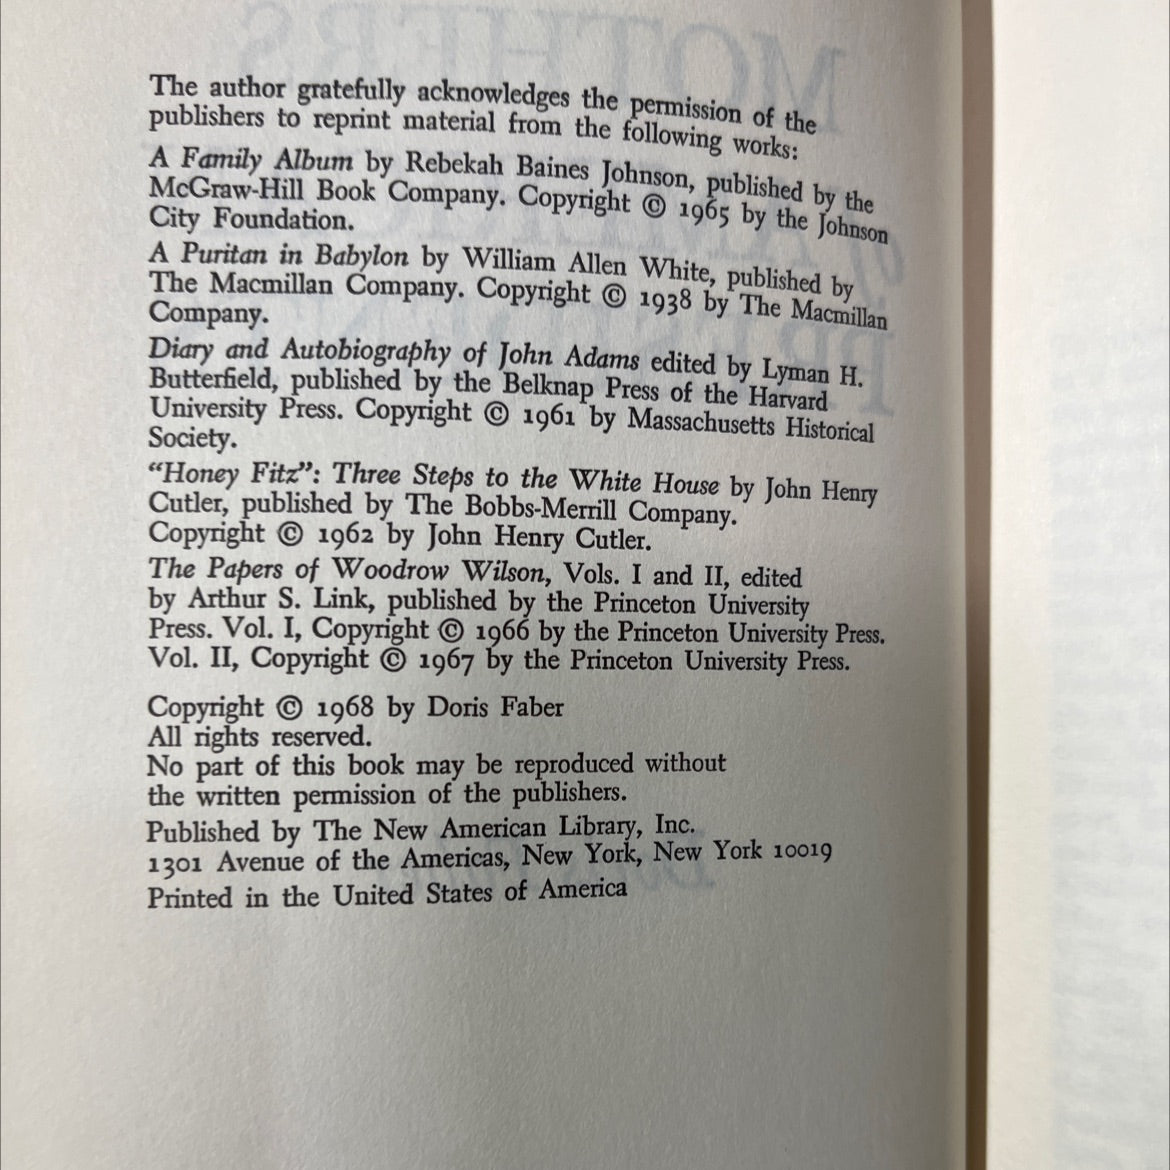 The author gratefully acknowledges the permission of the
publishers to reprint material from the following works:
A Family Album by Rebekah Baines Johnson, published by the
McGraw-Hill Book Company. Copyright © 1965 by the Johnson
City Foundation.
A Puritan in Babylon by William Allen White, published by
The Macmillan Company. Copyright © 1938 by The Macmillan
Company.
Diary and Autobiography of John Adams edited by Lyman H.
Butterfield, published by the Belknap Press of the Harvard
University Press. Copyright © 1961 by Massachusetts Historical
Society.
“Honey Fitz”: Three Steps to the White House by John Henry
Cutler, published by The Bobbs-Merrill Company.
Copyright © 1962 by John Henry Cutler.
The Papers of Woodrow Wilson, Vols. I and II, edited
by Arthur S. Link, published by the Princeton University
Press. Vol. I, Copyright © 1966 by the Princeton University Press.
Vol. II, Copyright © 1967 by the Princeton University Press.
Copyright © 1968 by Doris Faber
All rights reserved.
No part of this book may be reproduced without
the written permission of the publishers.
Published by The New American Library, Inc.
1301 Avenue of the Americas, New York, New York 10019
Printed in the United States of America